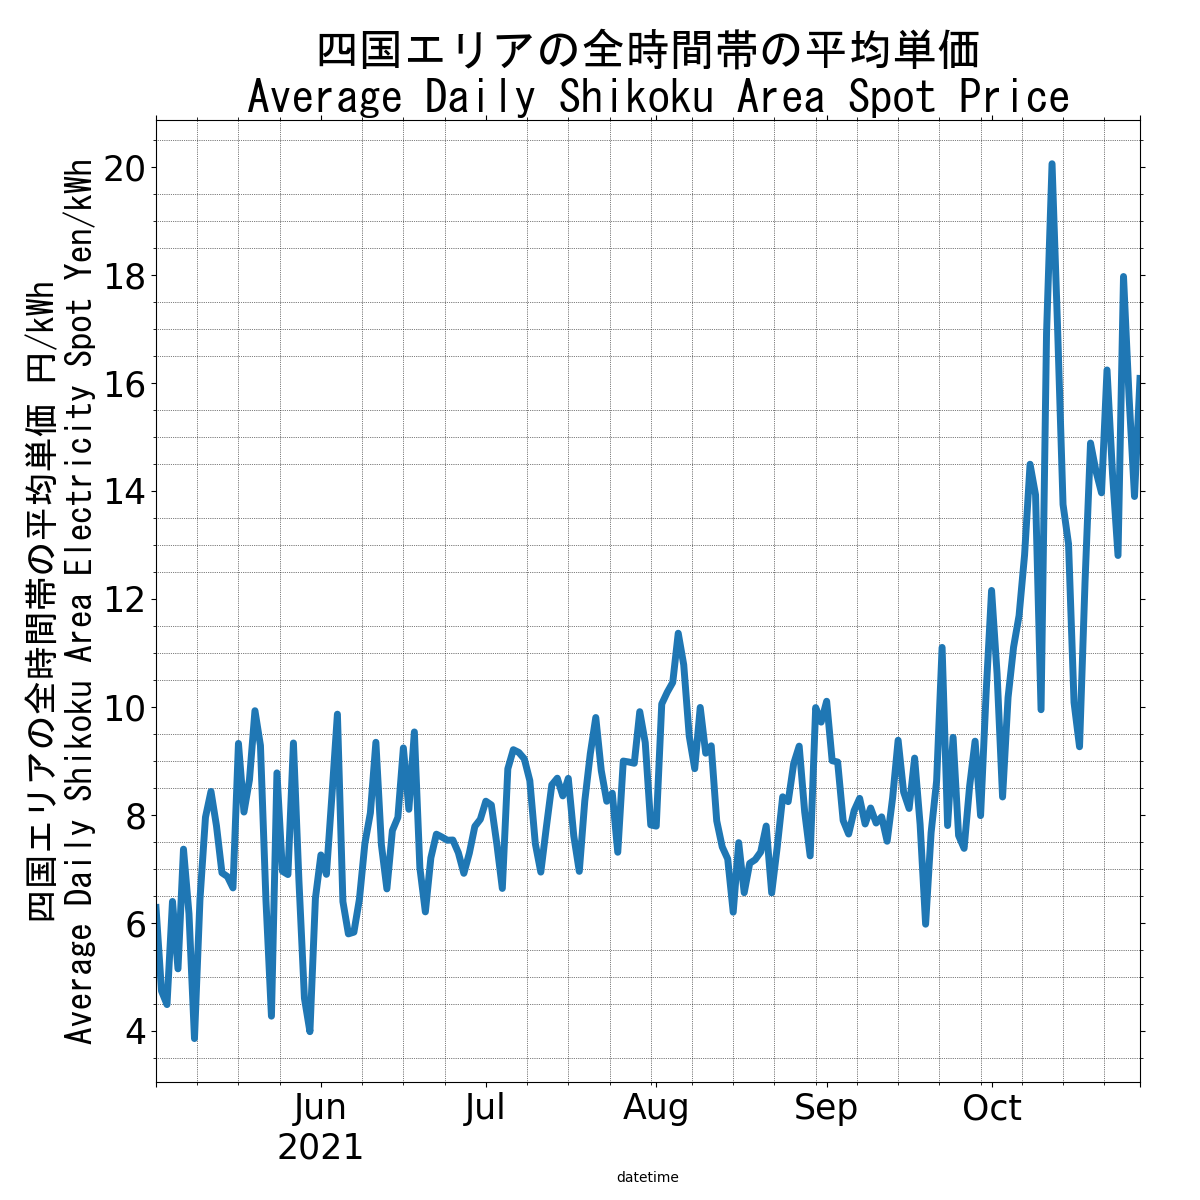 四国エリアの全時間帯の平均単価
Average Daily Shikoku Area Spot Price
四国エリアの全時間帯の平均単価 円/kWh
Average Daily Shikoku Area Electricity Spot Yen/kWh
20
18
16
14
12
10
8
6
4
Jun
2021
Jul
Aug
Sep
Oct
datetime